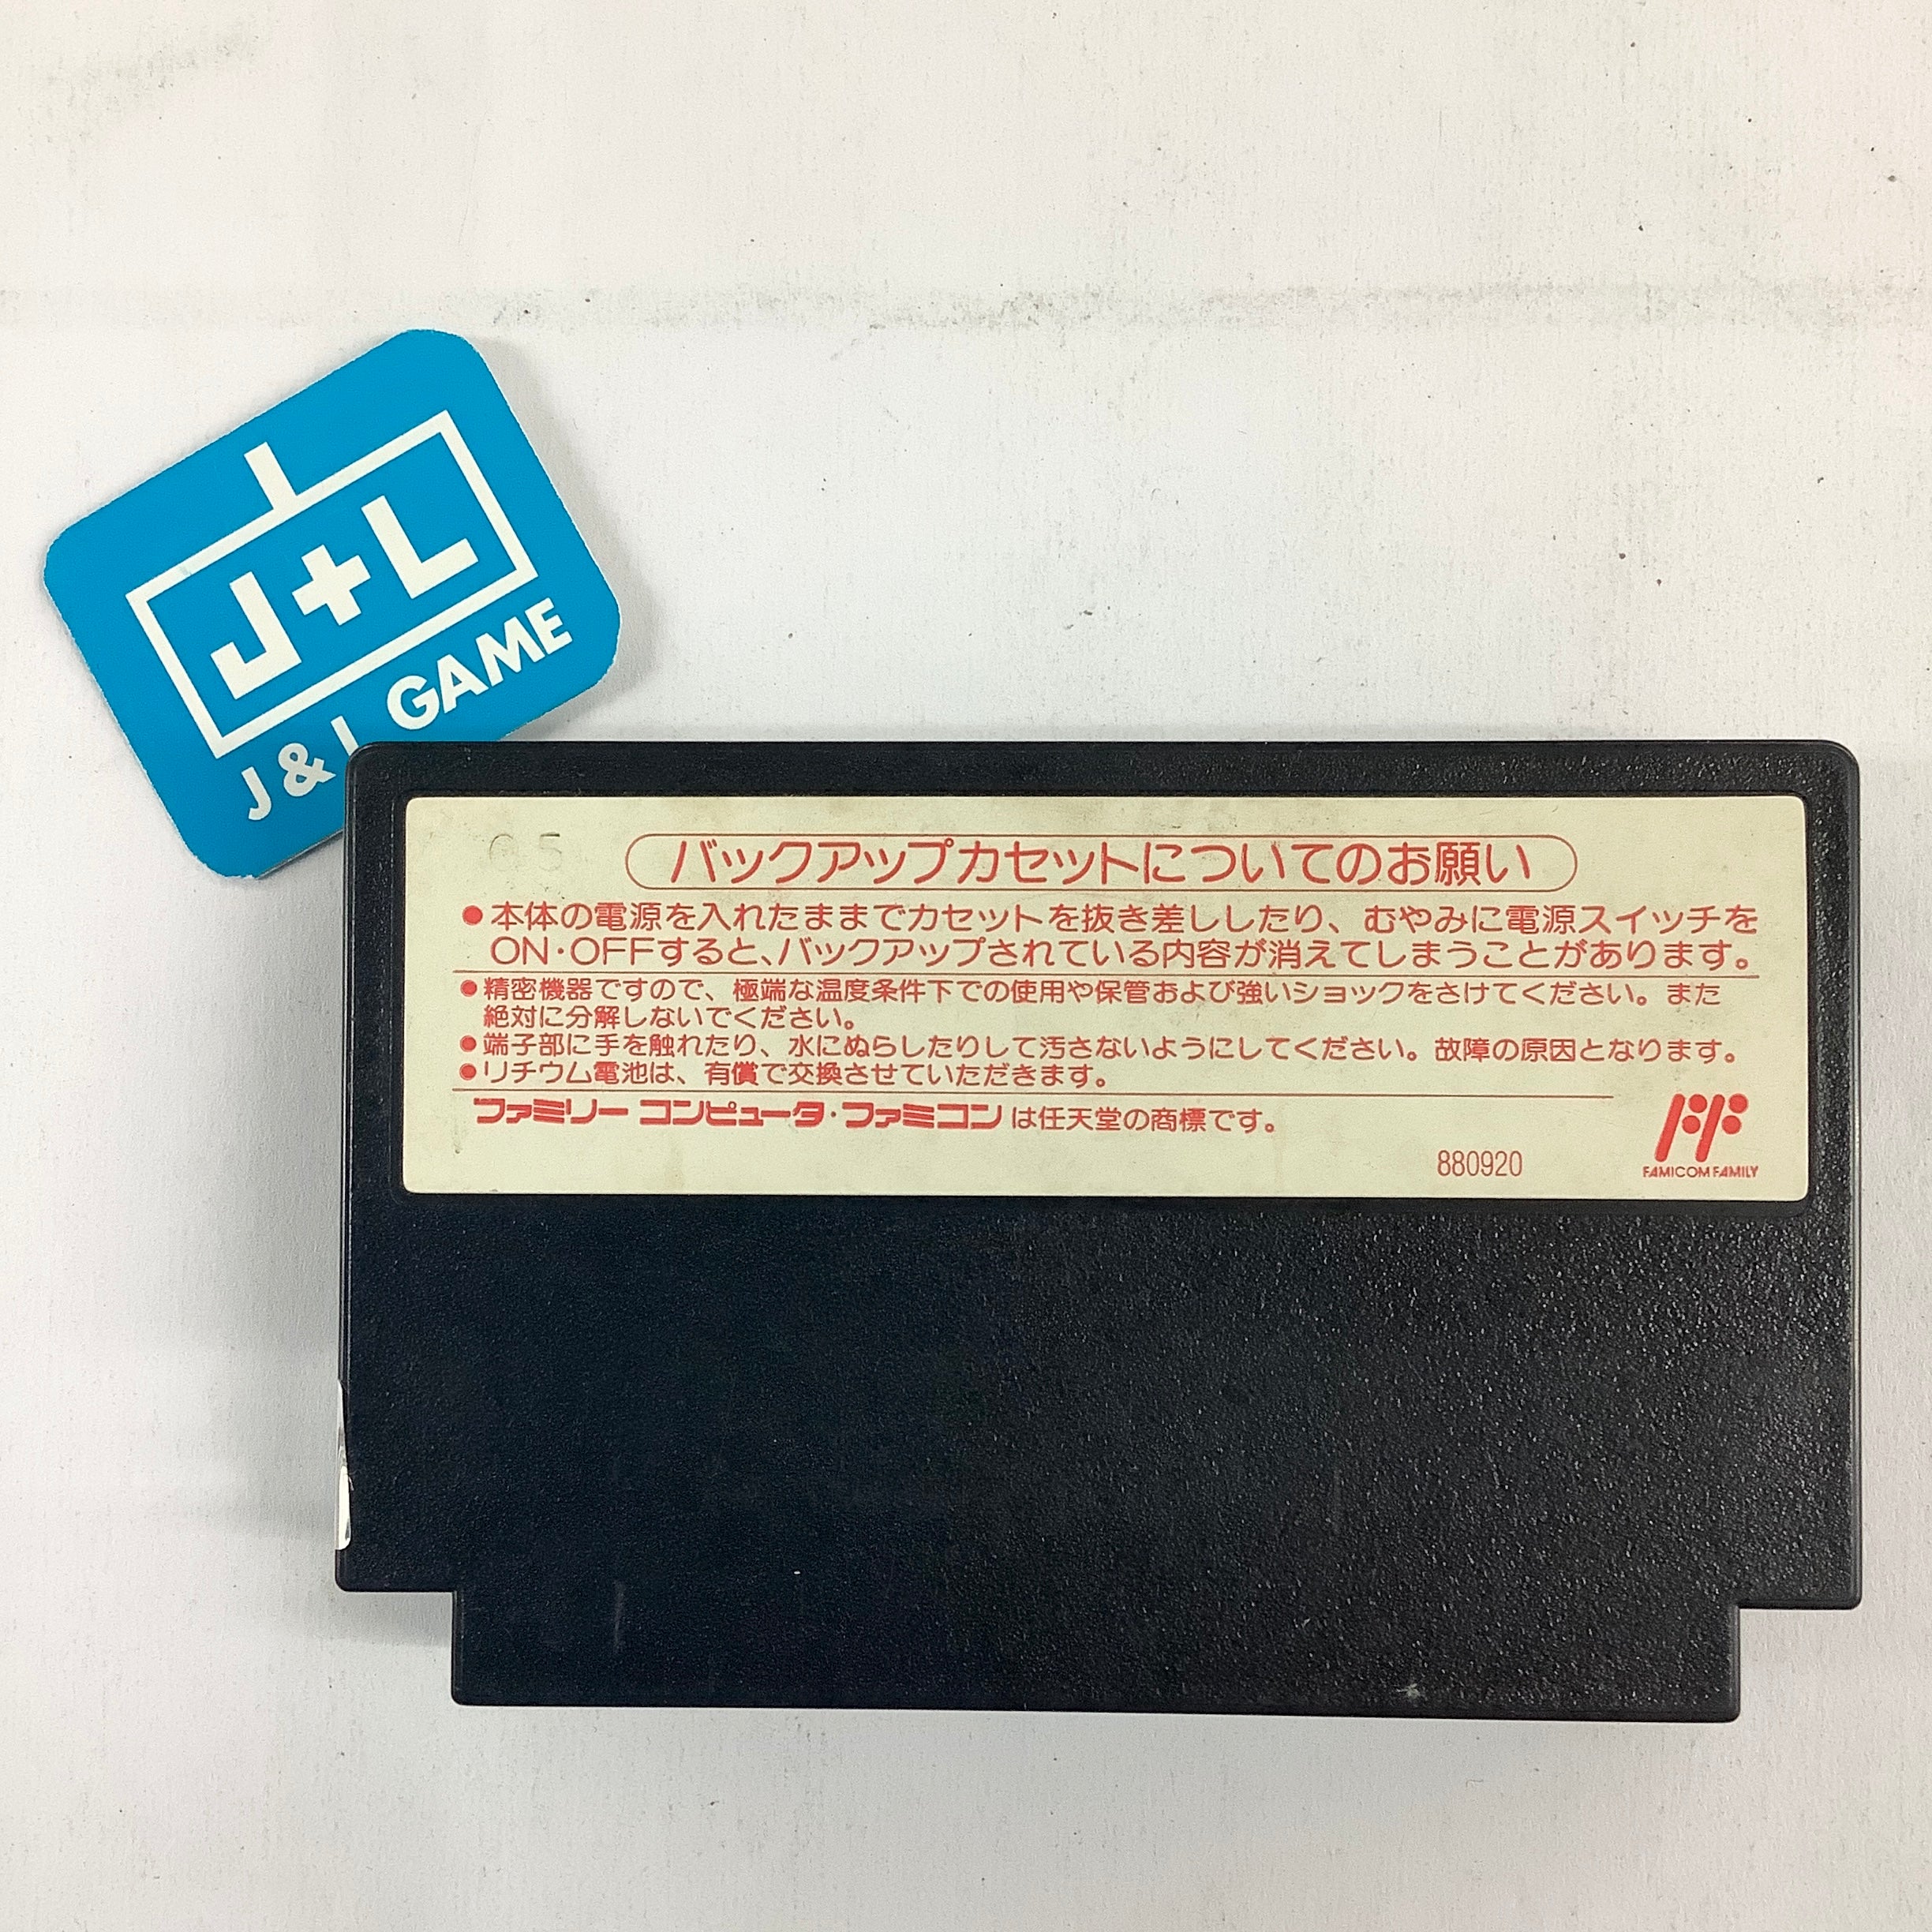 J+L
J & L GAME
05
バックアップカセットについてのお願い
●本体の電源を入れたままでカセットを抜き差ししたり、むやみに電源スイッチを
ON・OFFすると、バックアップされている内容が消えてしまうことがあります。
●精密機器ですので、極端な温度条件下での使用や保管および強いショックをさけてください。また
絶対に分解しないでください。
●端子部に手を触れたり、水にぬらしたりして汚さないようにしてください。故障の原因となります。
●リチウム電池は、有償で交換させていただきます。
ファミリー コンピュータ・ファミコンは任天堂の商標です。
880920
FAMICOM FAMILY